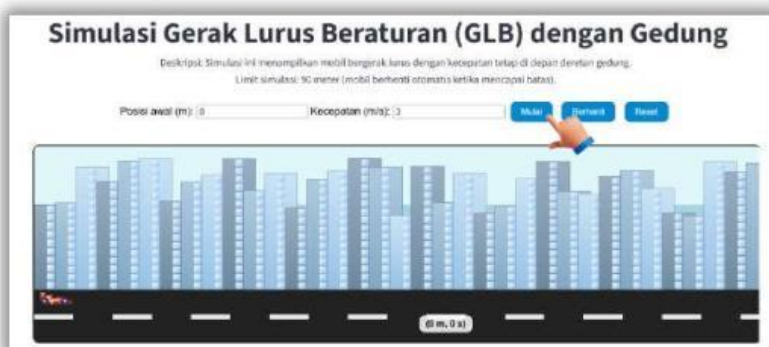 Simulasi Gerak Lurus Beraturan (GLB) dengan Gedung
Deskripsi: Simulasi ini menampilkan mobil bergerak lurus dengan kecepatan tetap di depan deretan gedung.
Limit simulasi: 90 meter (mobil berhenti otomatis ketika mencapai batas).
Posisi awal (m): 0 Kecepatan (m/s): 3 Mulai Berhenti Reset
(0 m, 0 s)